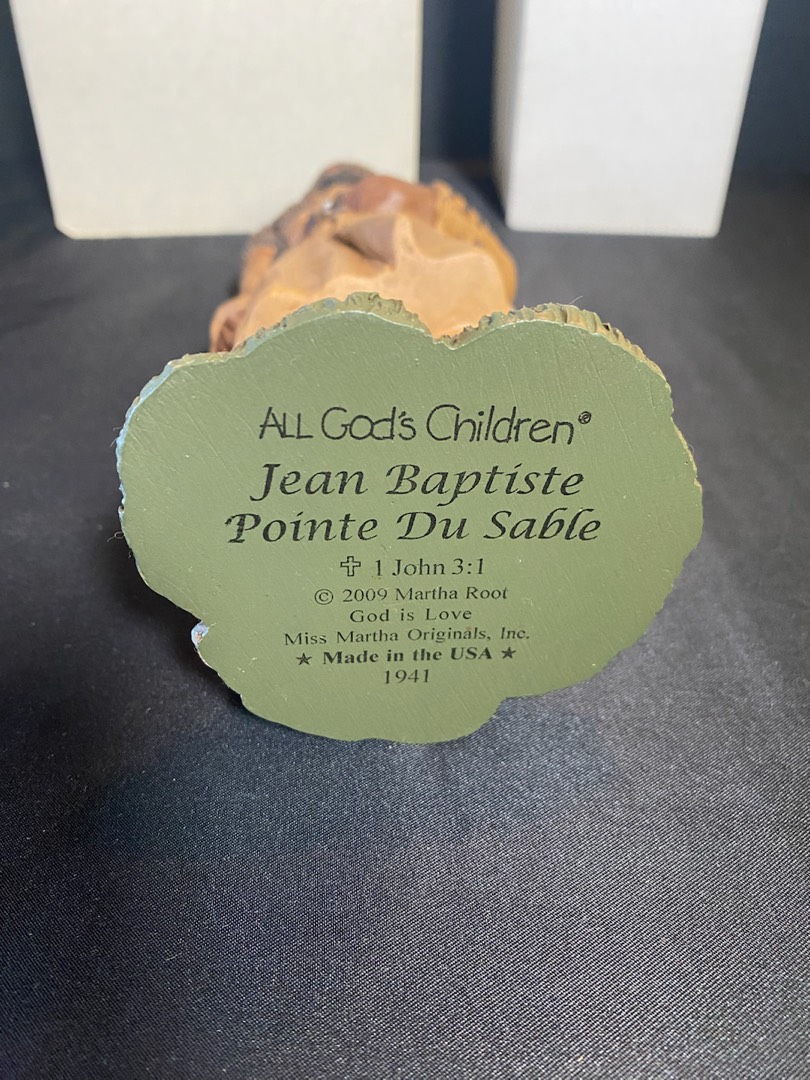 ALL God's Children®
Jean Baptiste
Pointe Du Sable
✞ 1 John 3:1
© 2009 Martha Root
God is Love
Miss Martha Originals, Inc.
★ Made in the USA ★
1941